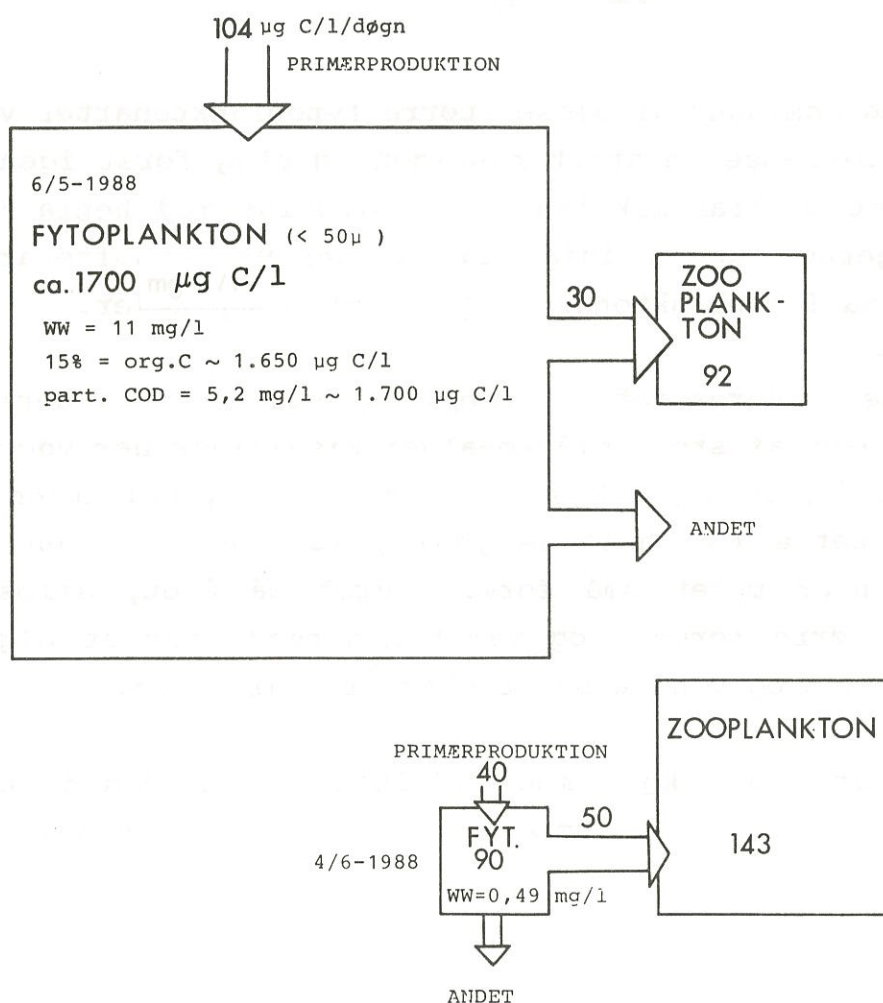 104 µg C/l/døgn
PRIMÆRPRODUKTION
6/5-1988
FYTOPLANKTON (< 50µ )
ca.1700 µg C/l
WW = 11 mg/l
15% = org.C ~ 1.650 µg C/l
part. COD = 5,2 mg/l ~ 1.700 µg C/l
30
ZOO
PLANK-
TON
92
ANDET
PRIMÆRPRODUKTION
40
FYT.
90
WW=0,49 mg/l
50
4/6-1988
ZOOPLANKTON
143
ANDET